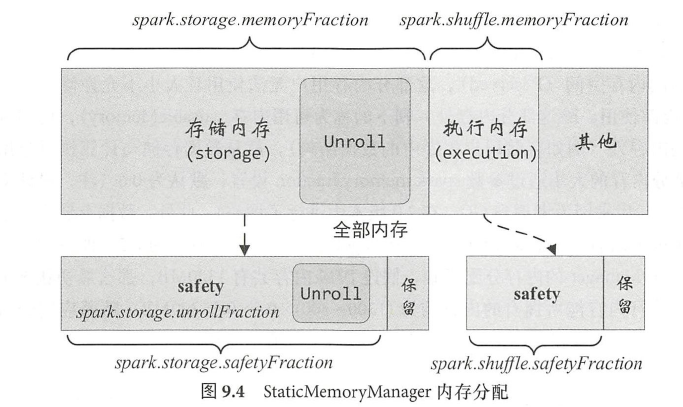 spark.storage.memoryFraction
spark.shuffle.memoryFraction
存储内存
(storage)
Unroll
执行内存
(execution)
其他
全部内存
safety
spark.storage.unrollFraction
Unroll
保留
safety
保留
spark.storage.safetyFraction
spark.shuffle.safetyFraction
图 9.4 StaticMemoryManager 内存分配